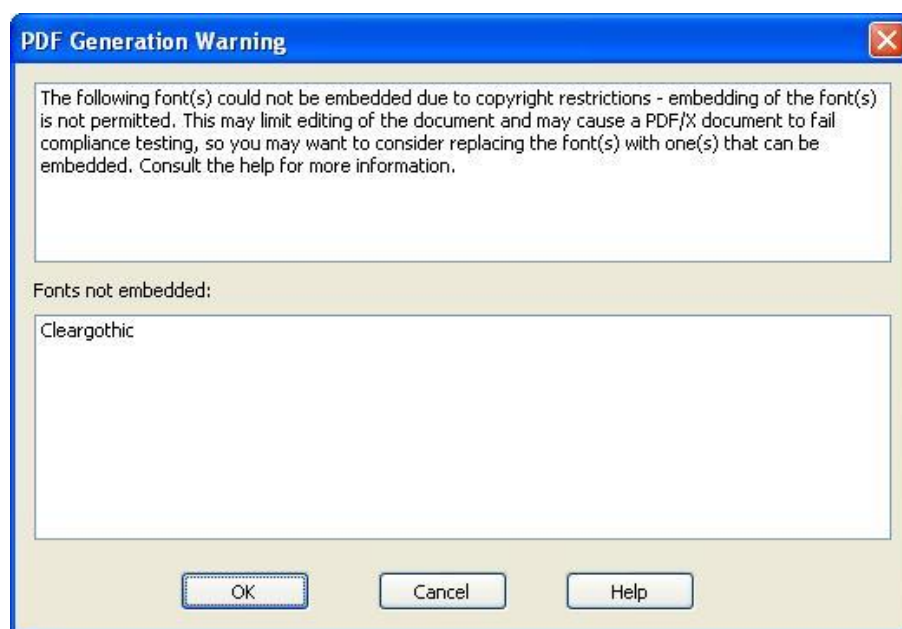 PDF Generation Warning
The following font(s) could not be embedded due to copyright restrictions - embedding of the font(s)
is not permitted. This may limit editing of the document and may cause a PDF/X document to fail
compliance testing, so you may want to consider replacing the font(s) with one(s) that can be
embedded. Consult the help for more information.
Fonts not embedded:
Cleargothic
OK
Cancel
Help